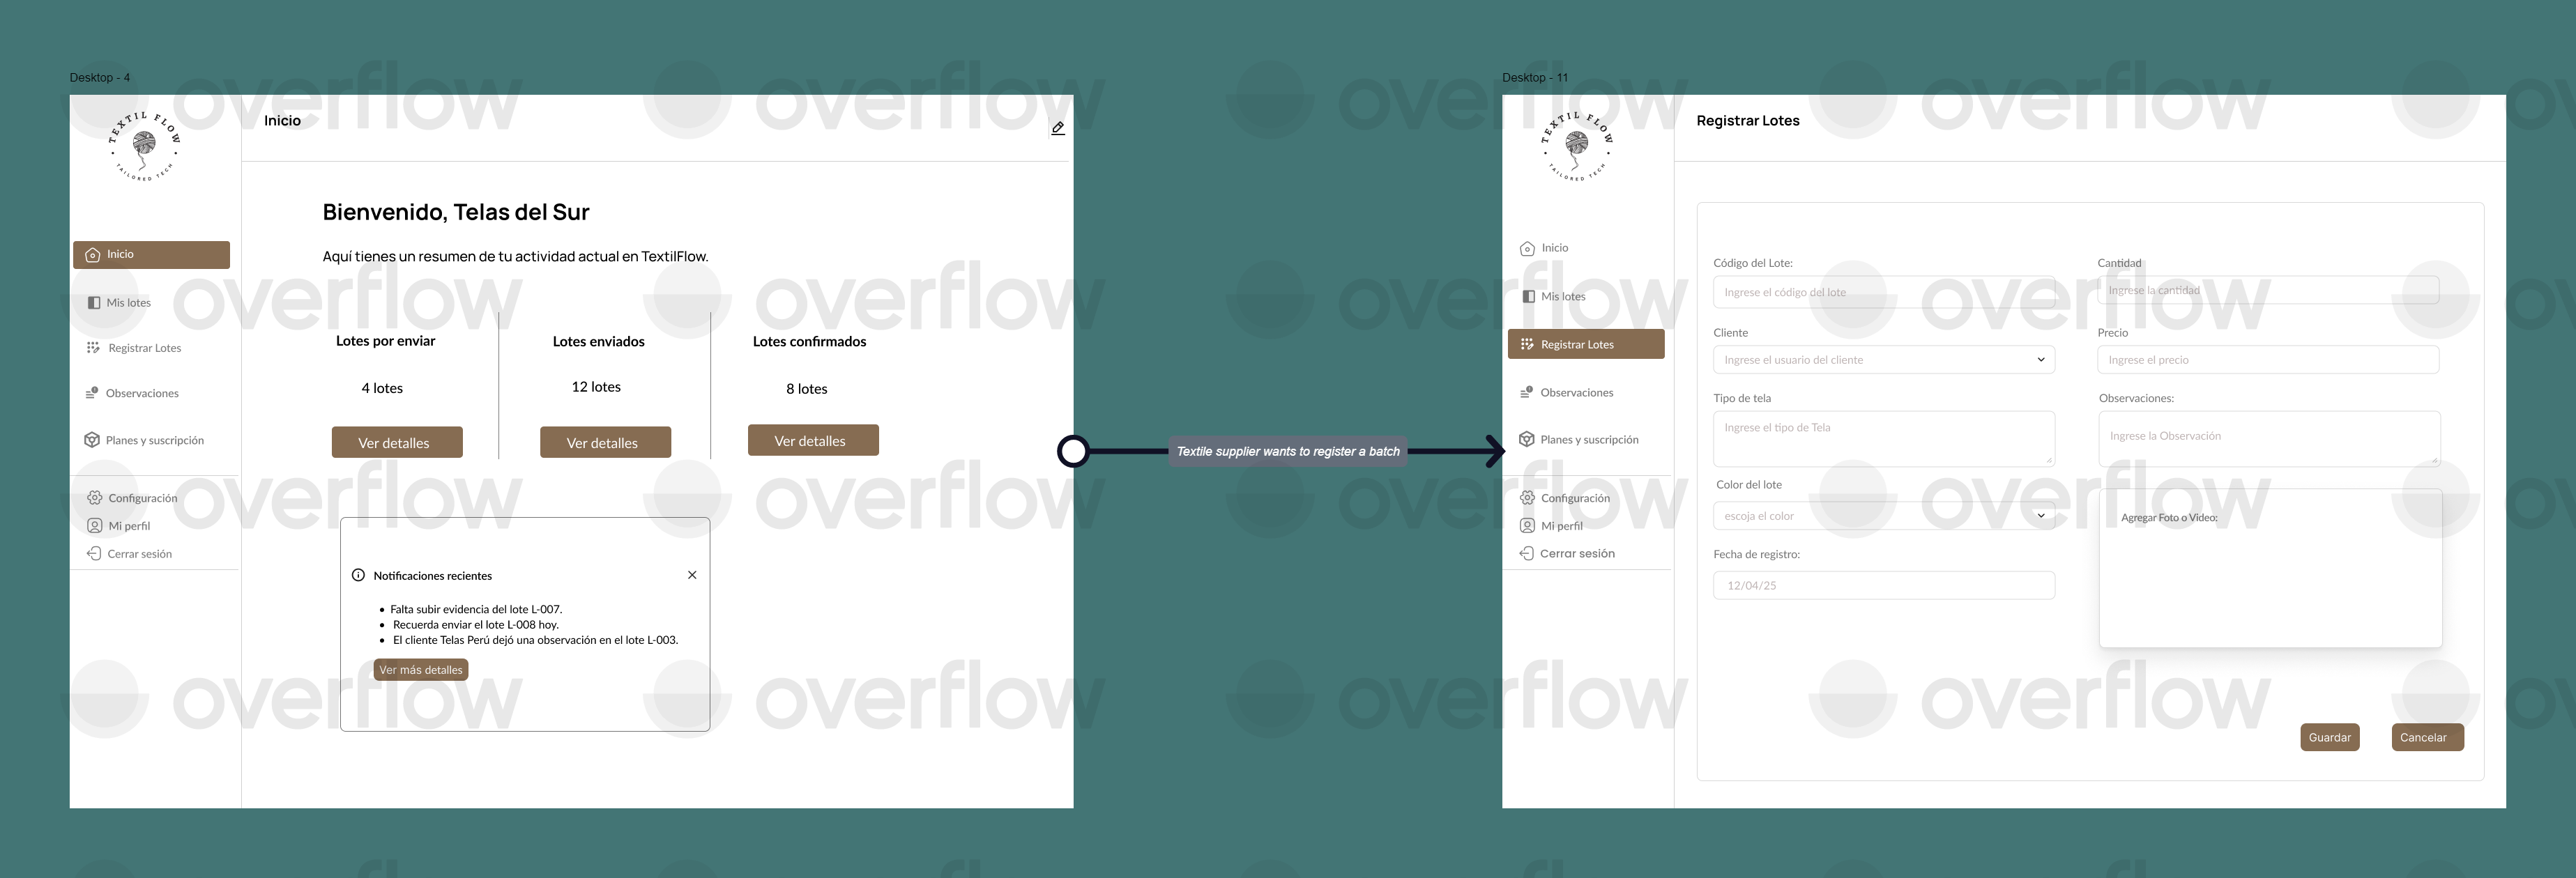 Desktop - 4
TEXTIL FLOW
TAILORED TECH
Inicio
Mis lotes
Registrar Lotes
Observaciones
Planes y suscripción
Configuración
Mi perfil
Cerrar sesión
Inicio
Bienvenido, Telas del Sur
Aquí tienes un resumen de tu actividad actual en TextilFlow.
Lotes por enviar
4 lotes
Ver detalles
Lotes enviados
12 lotes
Ver detalles
Lotes confirmados
8 lotes
Ver detalles
Notificaciones recientes
Falta subir evidencia del lote L-007.
Recuerda enviar el lote L-008 hoy.
El cliente Telas Perú dejó una observación en el lote L-003.
Ver más detalles
Textile supplier wants to register a batch
Desktop - 11
TEXTIL FLOW
TAILORED TECH
Inicio
Mis lotes
Registrar Lotes
Observaciones
Planes y suscripción
Configuración
Mi perfil
Cerrar sesión
Registrar Lotes
Código del Lote:
Ingrese el código del lote
Cliente
Ingrese el usuario del cliente
Tipo de tela
Ingrese el tipo de Tela
Color del lote
escoja el color
Fecha de registro:
12/04/25
Cantidad
Ingrese la cantidad
Precio
Ingrese el precio
Observaciones:
Ingrese la Observación
Agregar Foto o Video:
Guardar
Cancelar
overflow